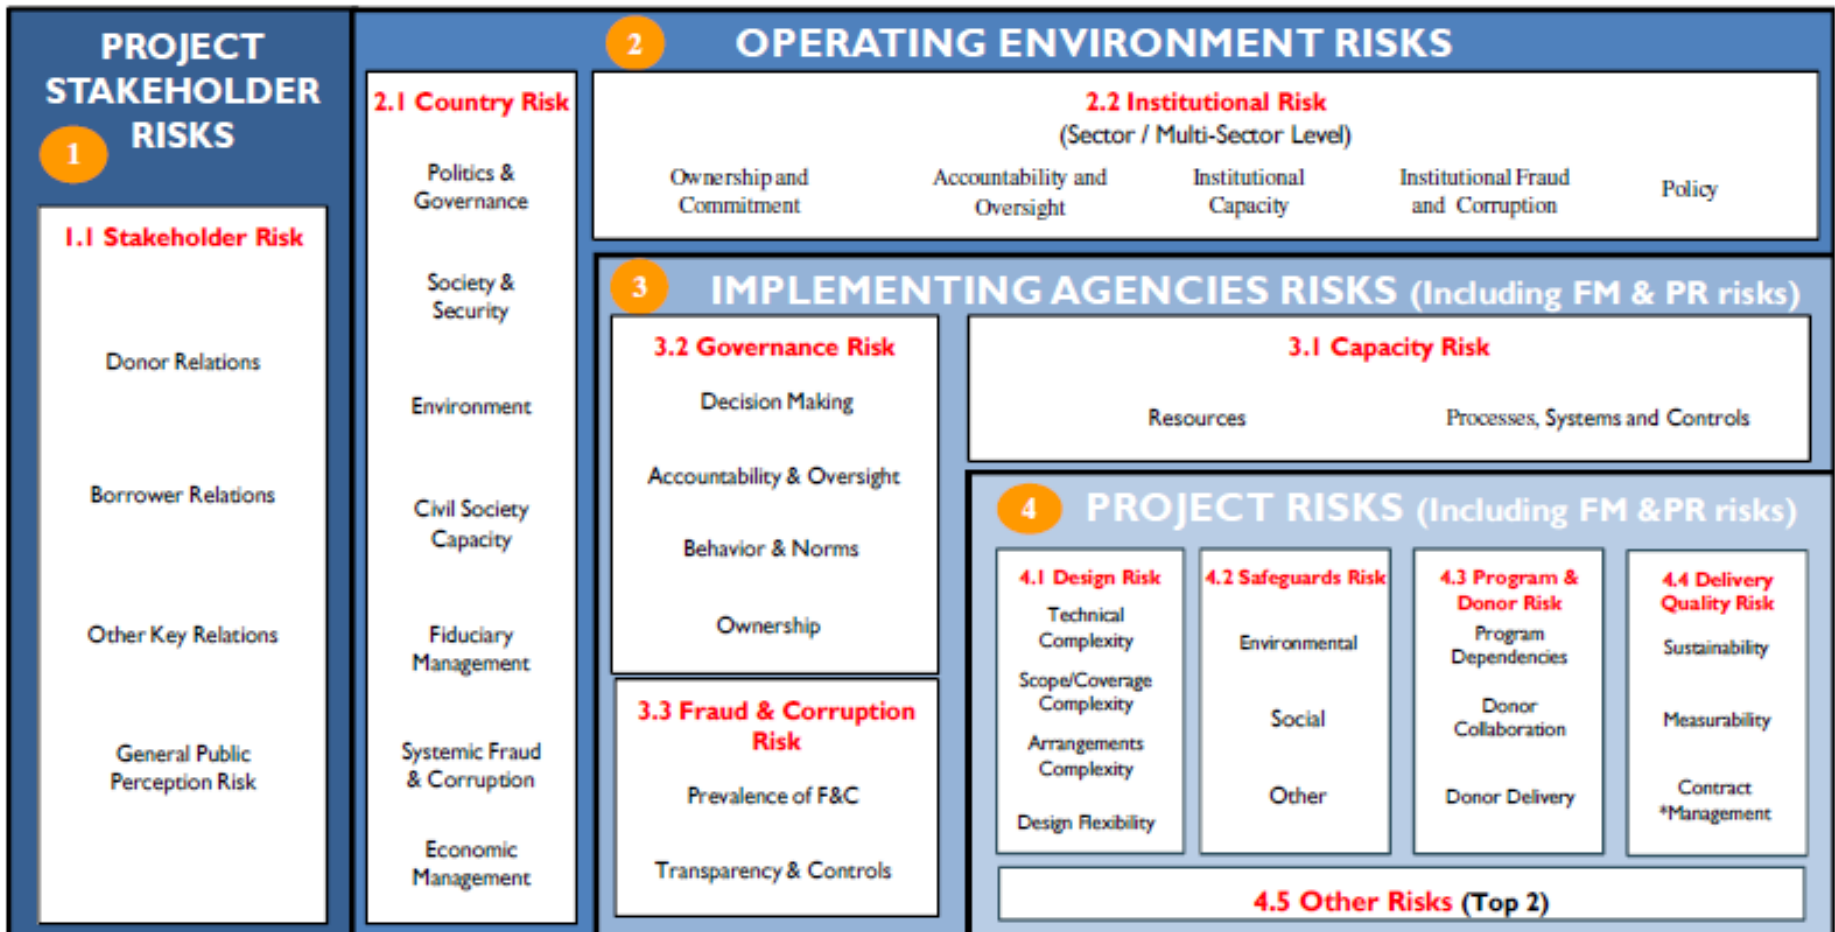 PROJECT
STAKEHOLDER
RISKS
1
1.1 Stakeholder Risk
Donor Relations
Borrower Relations
Other Key Relations
General Public
Perception Risk
2
OPERATING ENVIRONMENT RISKS
2.1 Country Risk
Politics &
Governance
Society &
Security
Environment
Civil Society
Capacity
Fiduciary
Management
Systemic Fraud
& Corruption
Economic
Management
2.2 Institutional Risk
(Sector / Multi-Sector Level)
Ownership and
Commitment
Accountability and
Oversight
Institutional
Capacity
Institutional Fraud
and Corruption
Policy
3
IMPLEMENTING AGENCIES RISKS (Including FM & PR risks)
3.2 Governance Risk
Decision Making
Accountability & Oversight
Behavior & Norms
Ownership
3.3 Fraud & Corruption
Risk
Prevalence of F&C
Transparency & Controls
3.1 Capacity Risk
Resources
Processes, Systems and Controls
4
PROJECT RISKS (Including FM &PR risks)
4.1 Design Risk
Technical
Complexity
Scope/Coverage
Complexity
Arrangements
Complexity
Design Flexibility
4.2 Safeguards Risk
Environmental
Social
Other
4.3 Program &
Donor Risk
Program
Dependencies
Donor
Collaboration
Donor Delivery
4.4 Delivery
Quality Risk
Sustainability
Measurability
Contract
*Management
4.5 Other Risks (Top 2)